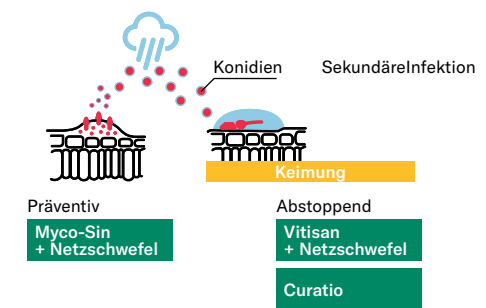 Konidien
SekundäreInfektion
Keimung
Präventiv
Myco-Sin
+ Netzschwefel
Abstoppend
Vitisan
+ Netzschwefel
Curatio